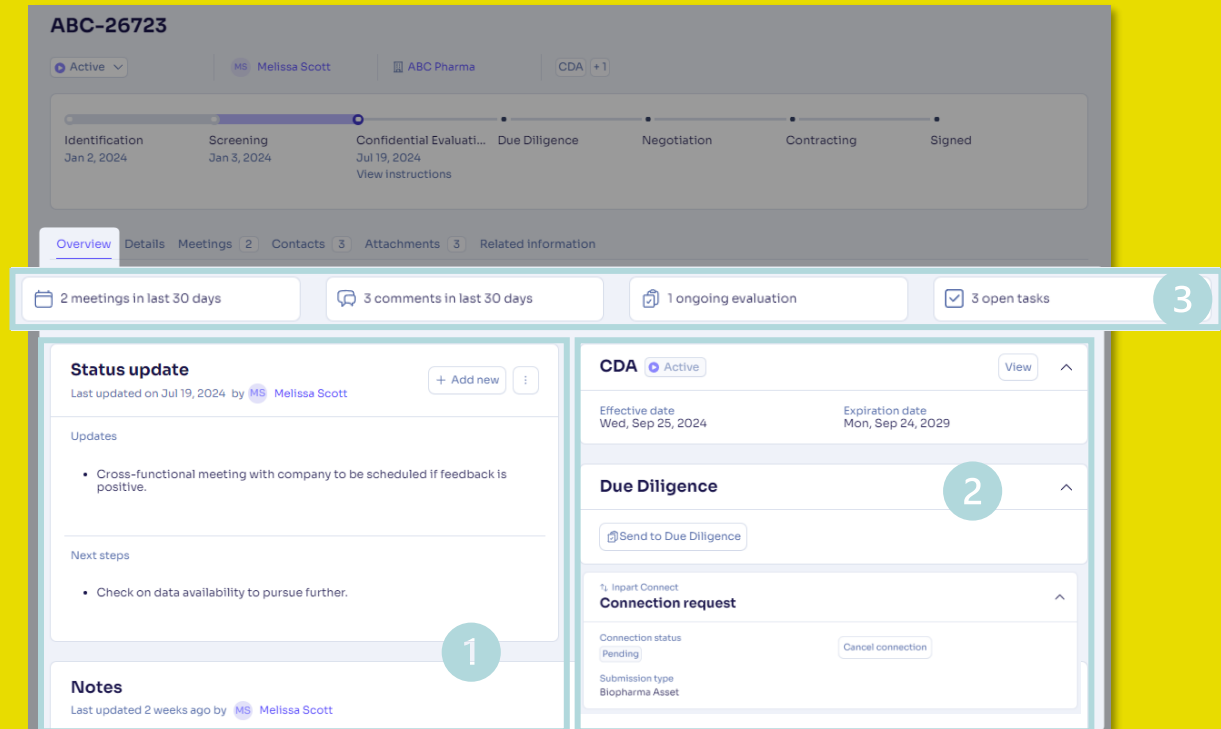 ABC-26723
Active
MS Melissa Scott
ABC Pharma
CDA +1
Identification
Jan 2, 2024
Screening
Jan 3, 2024
Confidential Evaluati...
Jul 19, 2024
View instructions
Due Diligence
Negotiation
Contracting
Signed
Overview Details Meetings 2 Contacts 3 Attachments 3 Related information
2 meetings in last 30 days
3 comments in last 30 days
1 ongoing evaluation
3 open tasks
3
Status update
Last updated on Jul 19, 2024 by MS Melissa Scott
+ Add new
Updates
• Cross-functional meeting with company to be scheduled if feedback is
positive.
Next steps
• Check on data availability to pursue further.
1
Notes
Last updated 2 weeks ago by MS Melissa Scott
CDA Active
View
Effective date
Wed, Sep 25, 2024
Expiration date
Mon, Sep 24, 2029
Due Diligence
2
Send to Due Diligence
Inpart Connect
Connection request
Connection status
Pending
Cancel connection
Submission type
Biopharma Asset